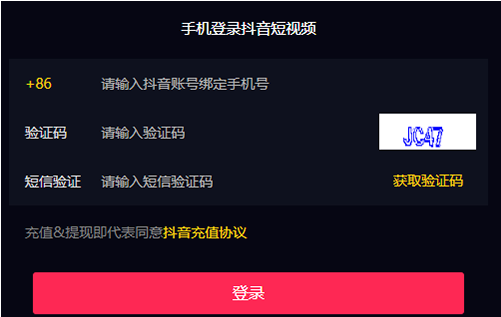 手机登录抖音短视频
+86 请输入抖音账号绑定手机号
验证码 请输入验证码 JC47
短信验证 请输入短信验证码 获取验证码
充值&提现即代表同意抖音充值协议
登录